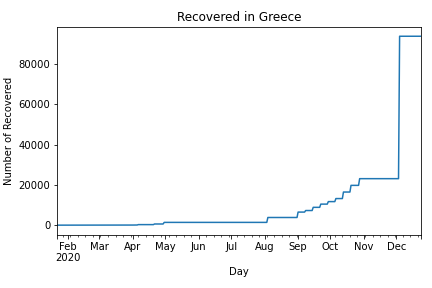 Recovered in Greece
Number of Recovered
80000
60000
40000
20000
0
Feb Mar Apr May Jun Jul Aug Sep Oct Nov Dec
2020
Day